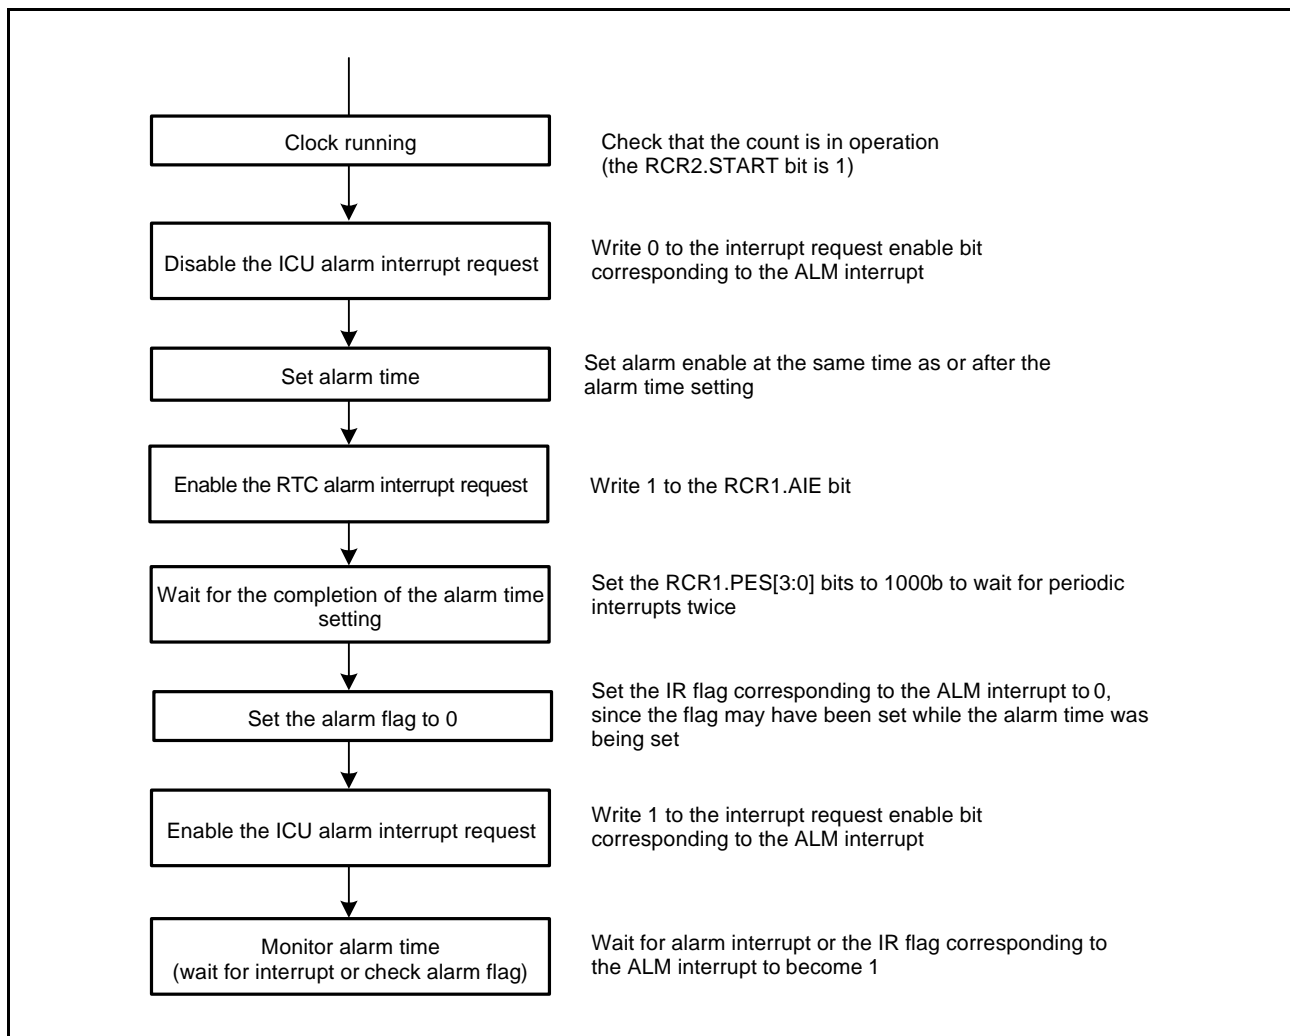 Clock running
Check that the count is in operation
(the RCR2.START bit is 1)
Disable the ICU alarm interrupt request
Write 0 to the interrupt request enable bit
corresponding to the ALM interrupt
Set alarm time
Set alarm enable at the same time as or after the
alarm time setting
Enable the RTC alarm interrupt request
Write 1 to the RCR1.AIE bit
Wait for the completion of the alarm time
setting
Set the RCR1.PES[3:0] bits to 1000b to wait for periodic
interrupts twice
Set the alarm flag to 0
Set the IR flag corresponding to the ALM interrupt to 0,
since the flag may have been set while the alarm time was
being set
Enable the ICU alarm interrupt request
Write 1 to the interrupt request enable bit
corresponding to the ALM interrupt
Monitor alarm time
(wait for interrupt or check alarm flag)
Wait for alarm interrupt or the IR flag corresponding to
the ALM interrupt to become 1